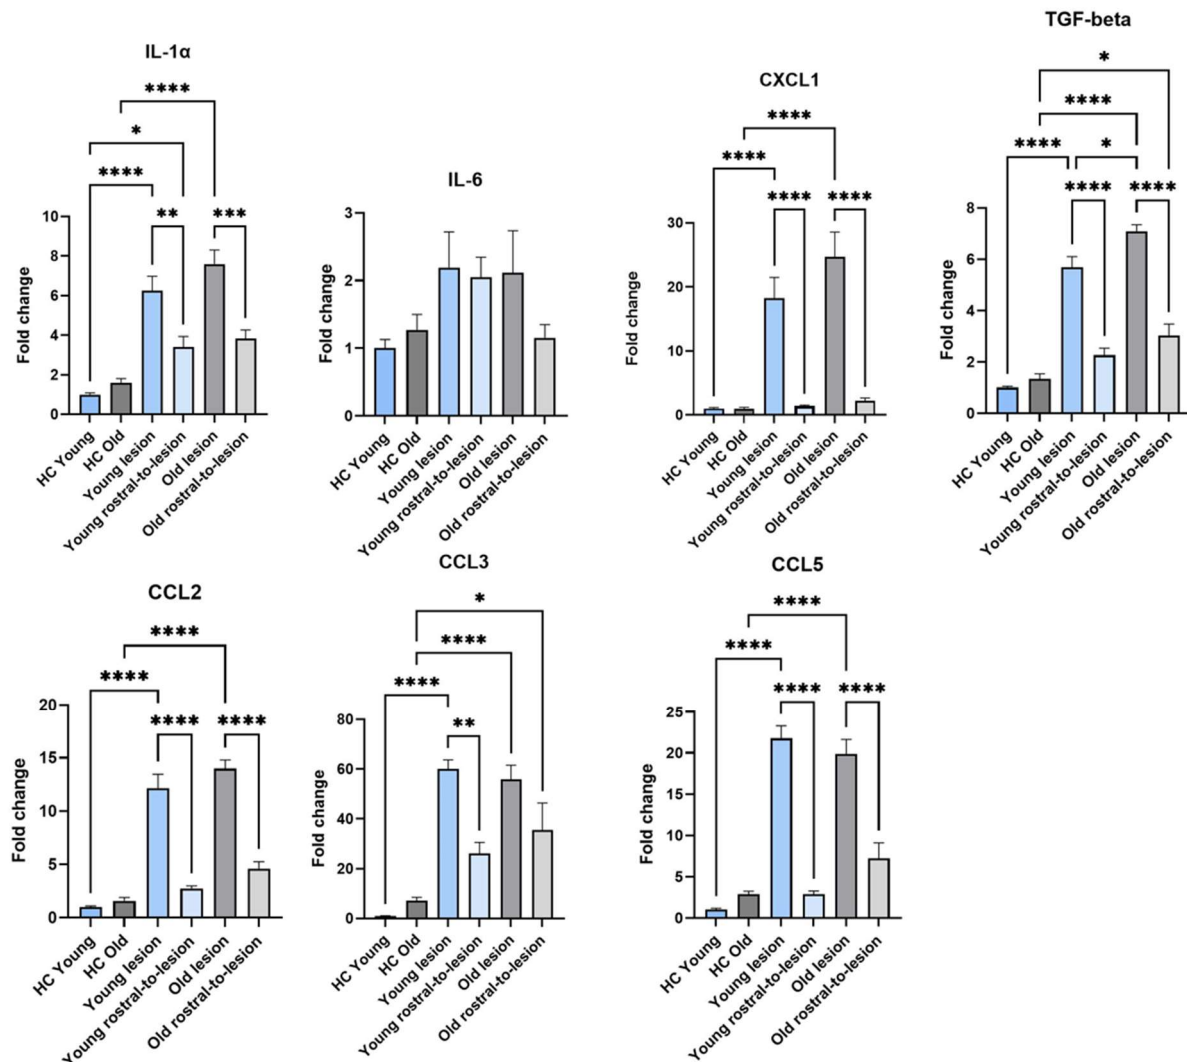 IL-1α
****
*
****
**
***
Fold change
10
8
6
4
2
0
HC Young
HC Old
Young lesion
Young rostral-to-lesion
Old lesion
Old rostral-to-lesion
IL-6
Fold change
3
2
1
0
HC Young
HC Old
Young lesion
Young rostral-to-lesion
Old lesion
Old rostral-to-lesion
CXCL1
****
****
****
****
Fold change
30
20
10
0
HC Young
HC Old
Young lesion
Young rostral-to-lesion
Old lesion
Old rostral-to-lesion
TGF-beta
*
****
****
*
****
****
Fold change
8
6
4
2
0
HC Young
HC Old
Young lesion
Young rostral-to-lesion
Old lesion
Old rostral-to-lesion
CCL2
****
****
****
****
Fold change
20
15
10
5
0
HC Young
HC Old
Young lesion
Young rostral-to-lesion
Old lesion
Old rostral-to-lesion
CCL3
*
****
****
**
Fold change
80
60
40
20
0
HC Young
HC Old
Young lesion
Young rostral-to-lesion
Old lesion
Old rostral-to-lesion
CCL5
****
****
****
****
Fold change
25
20
15
10
5
0
HC Young
HC Old
Young lesion
Young rostral-to-lesion
Old lesion
Old rostral-to-lesion